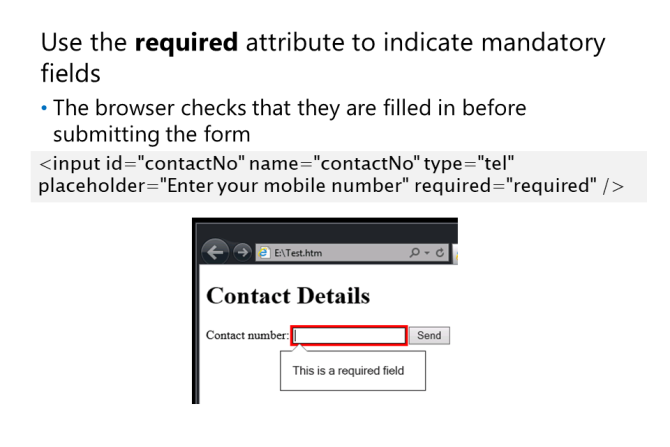 Use the required attribute to indicate mandatory
fields
• The browser checks that they are filled in before
submitting the form
<input id="contactNo" name="contactNo" type="tel"
placeholder="Enter your mobile number" required="required" />
E:\Test.htm
Contact Details
Contact number: Send
This is a required field